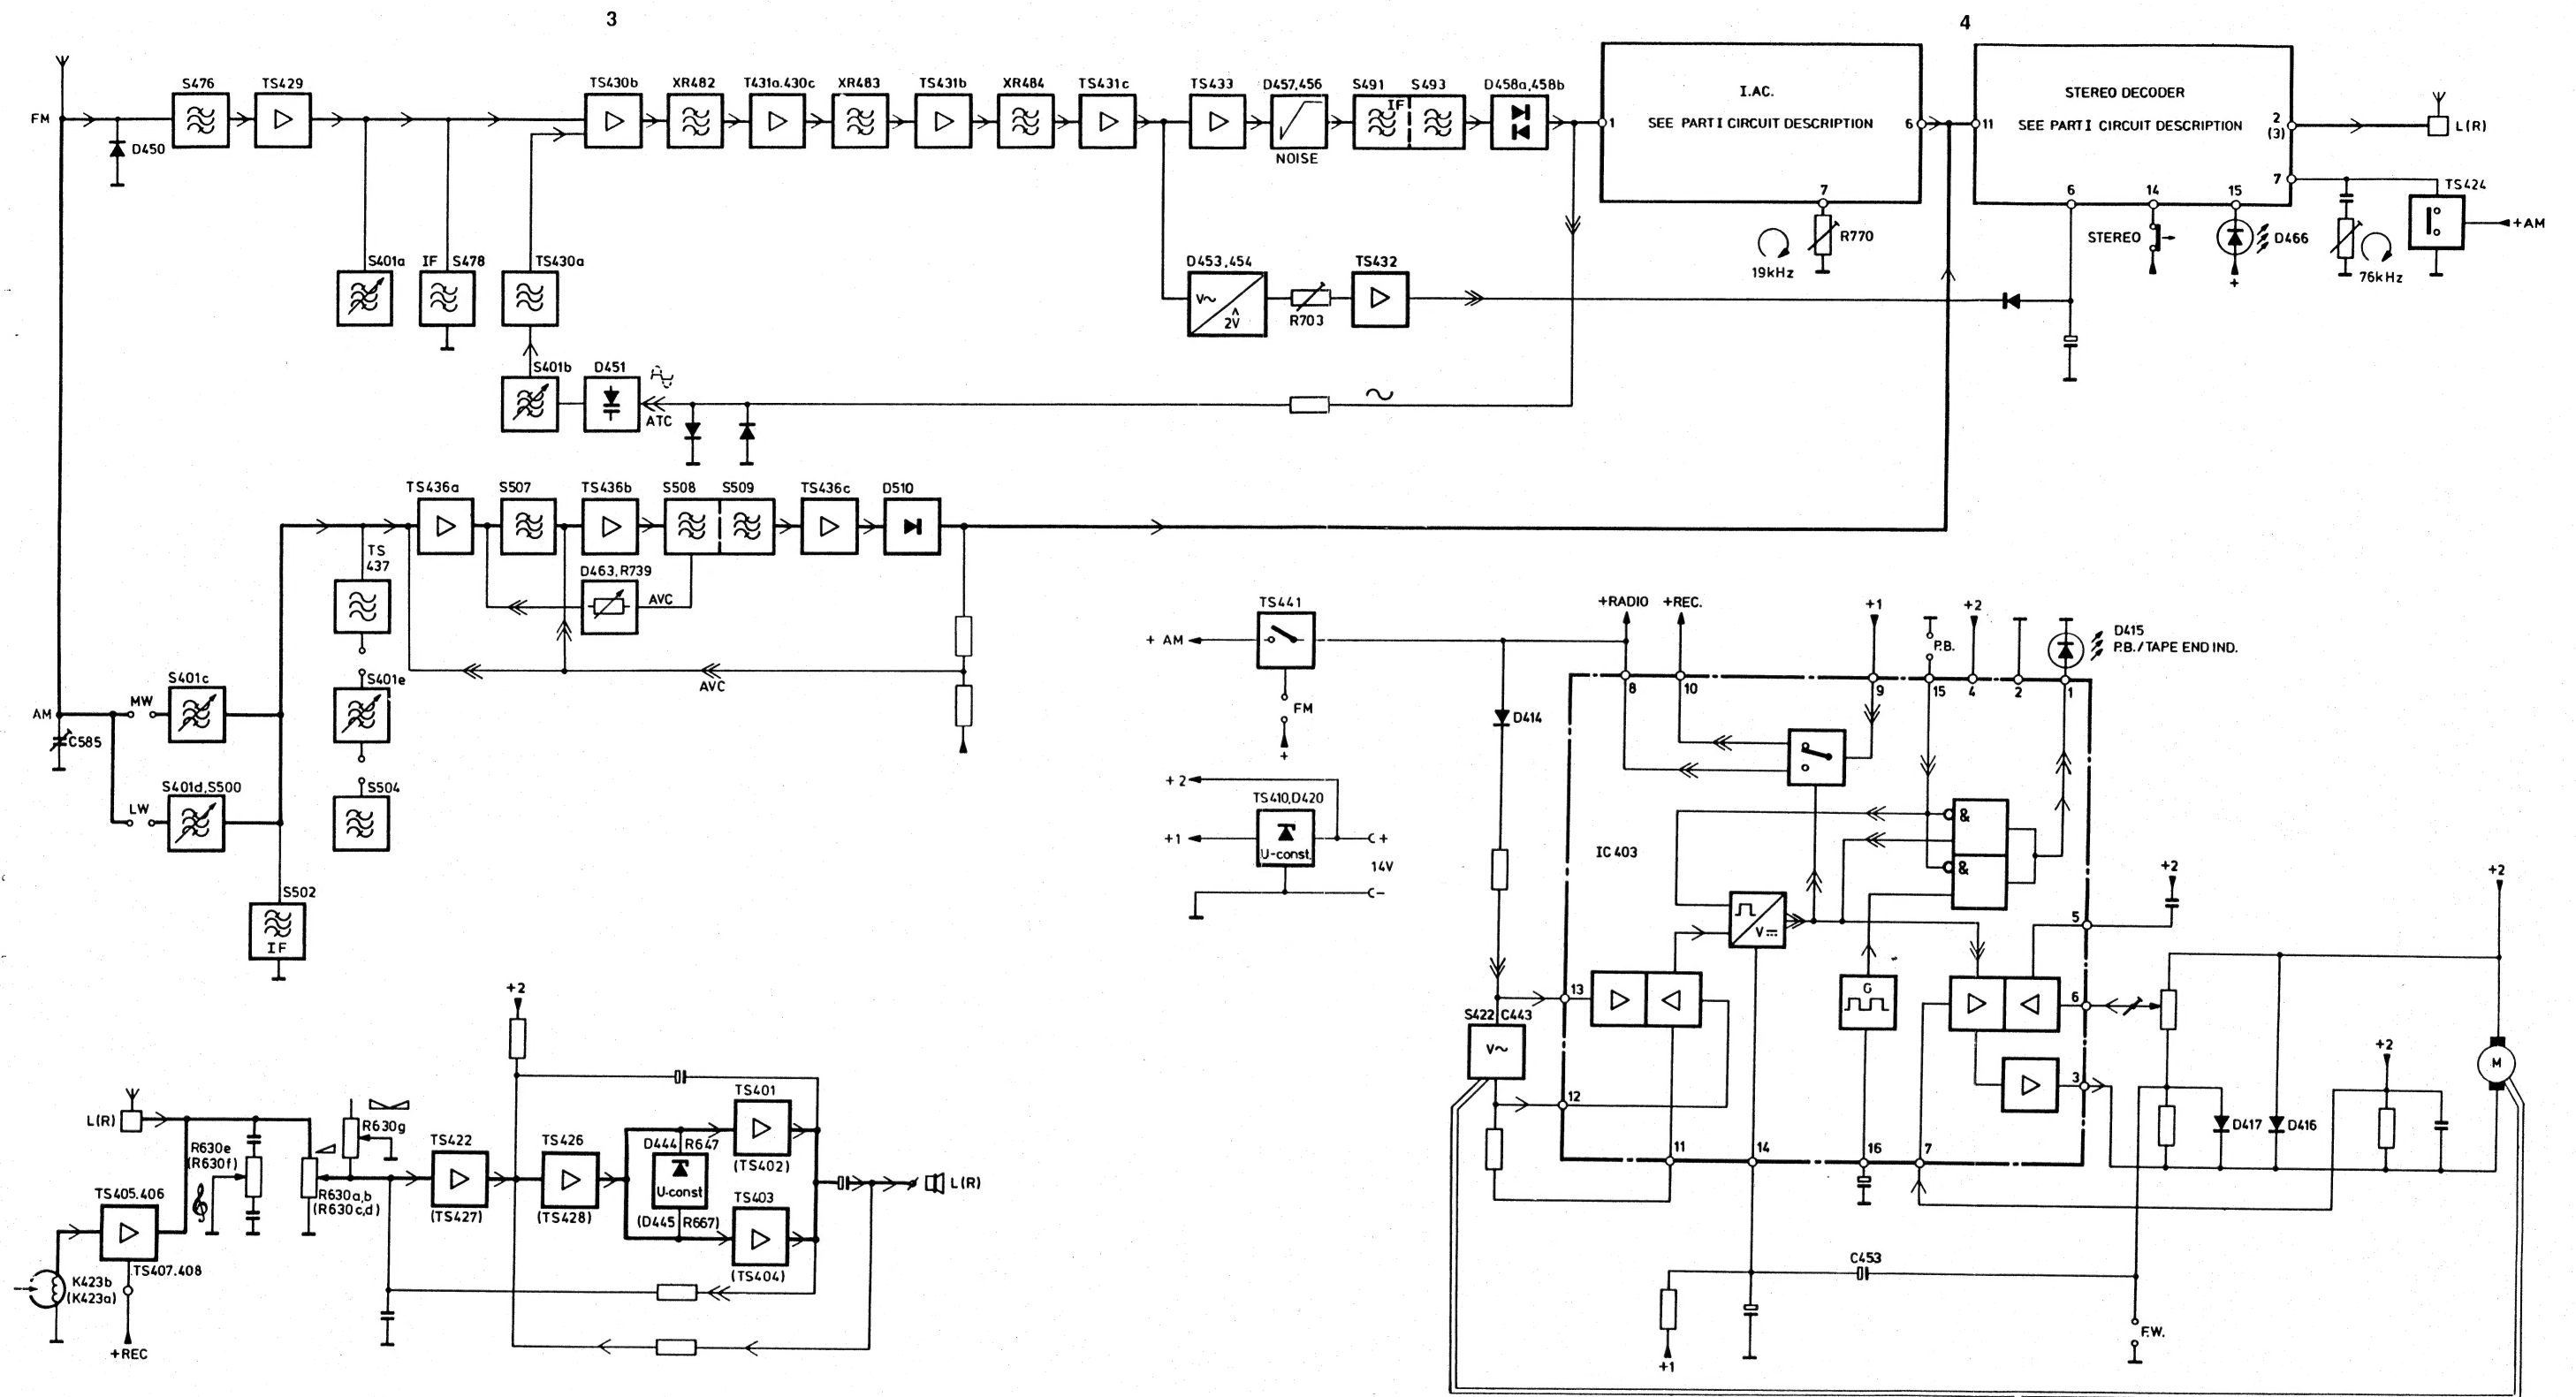 3
4
S476
TS429
TS430b
XR482
T431a.430c
XR483
TS431b
XR484
TS431c
TS433
D457,456
S491
S493
D458a,458b
IF
I.AC.
SEE PART I CIRCUIT DESCRIPTION
STEREO DECODER
SEE PART I CIRCUIT DESCRIPTION
FM
D450
NOISE
1
6
11
2
(3)
L(R)
7
7
6
14
15
TS424
R770
19kHz
STEREO
D466
+
76kHz
+AM
S401a
IF
S478
TS430a
D453,454
V~
2V
^
R703
TS432
S401b
D451
ATC
TS436a
S507
TS436b
S508
S509
TS436c
D510
TS
437
D463,R739
AVC
AVC
S401c
MW
AM
C585
S401e
S401d,S500
LW
S504
S502
IF
TS441
+ AM
FM
+
+RADIO
+REC.
+1
+2
P.B.
D415
P.B./TAPE END IND.
8
10
9
15
4
2
1
D414
+2
TS410,D420
+1
U-const.
+
14V
-
IC403
&
&
V
5
+2
+2
13
G
6
S422
C443
V~
12
3
+2
M
D417
D416
11
14
16
7
C453
+1
F.W.
+2
L(R)
R630e
(R630f)
R630g
R630a,b
(R630c,d)
TS422
(TS427)
TS426
(TS428)
D444
R647
U-const
(D445
R667)
TS401
(TS402)
TS403
(TS404)
L(R)
TS405.406
TS407.408
K423b
(K423a)
+REC